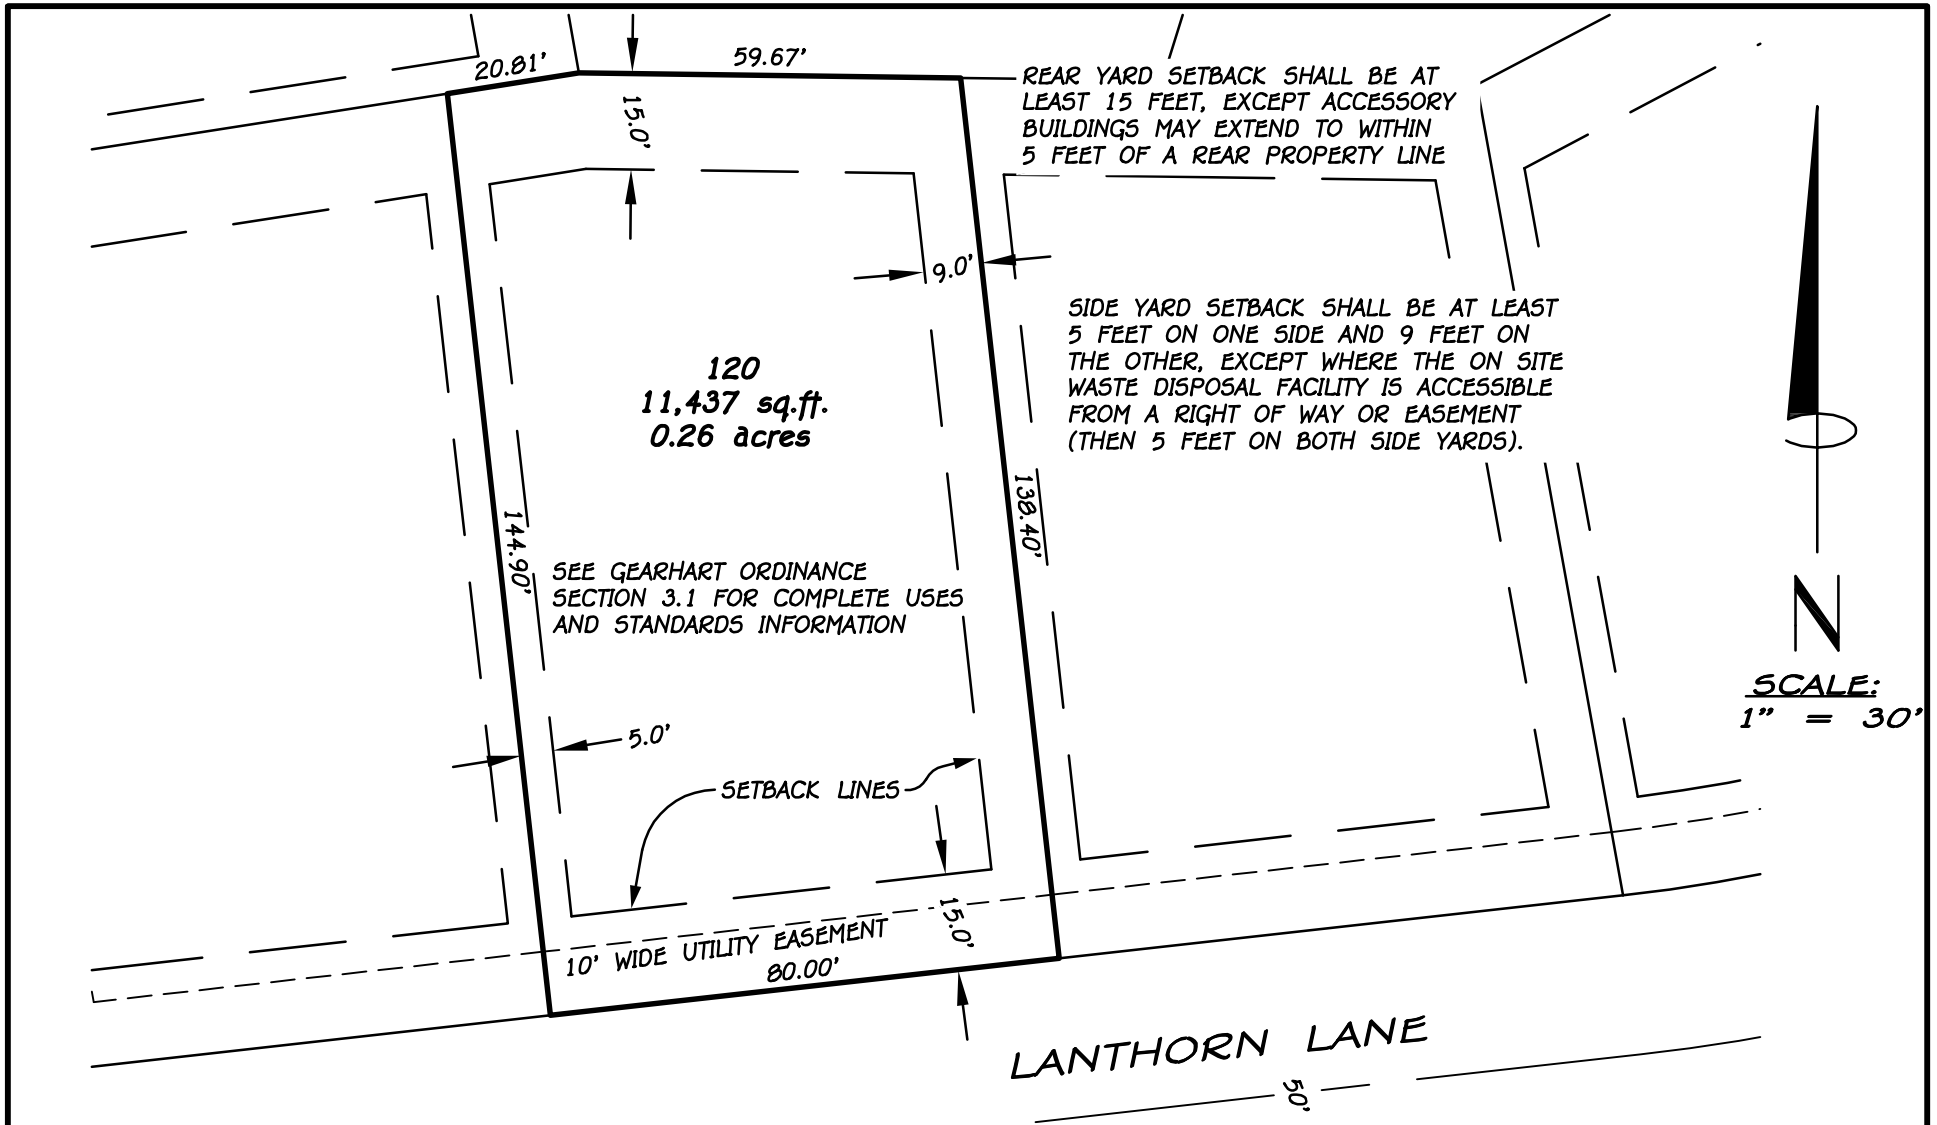 20.81'
59.67'
15.0'
REAR YARD SETBACK SHALL BE AT
LEAST 15 FEET, EXCEPT ACCESSORY
BUILDINGS MAY EXTEND TO WITHIN
5 FEET OF A REAR PROPERTY LINE
9.0'
SIDE YARD SETBACK SHALL BE AT LEAST
5 FEET ON ONE SIDE AND 9 FEET ON
THE OTHER, EXCEPT WHERE THE ON SITE
WASTE DISPOSAL FACILITY IS ACCESSIBLE
FROM A RIGHT OF WAY OR EASEMENT
(THEN 5 FEET ON BOTH SIDE YARDS).
120
11,437 sq.ft.
0.26 acres
144.90'
138.40'
SEE GEARHART ORDINANCE
SECTION 3.1 FOR COMPLETE USES
AND STANDARDS INFORMATION
N
SCALE:
1" = 30'
5.0'
SETBACK LINES
15.0'
10' WIDE UTILITY EASEMENT
80.00'
LANTHORN LANE
50'